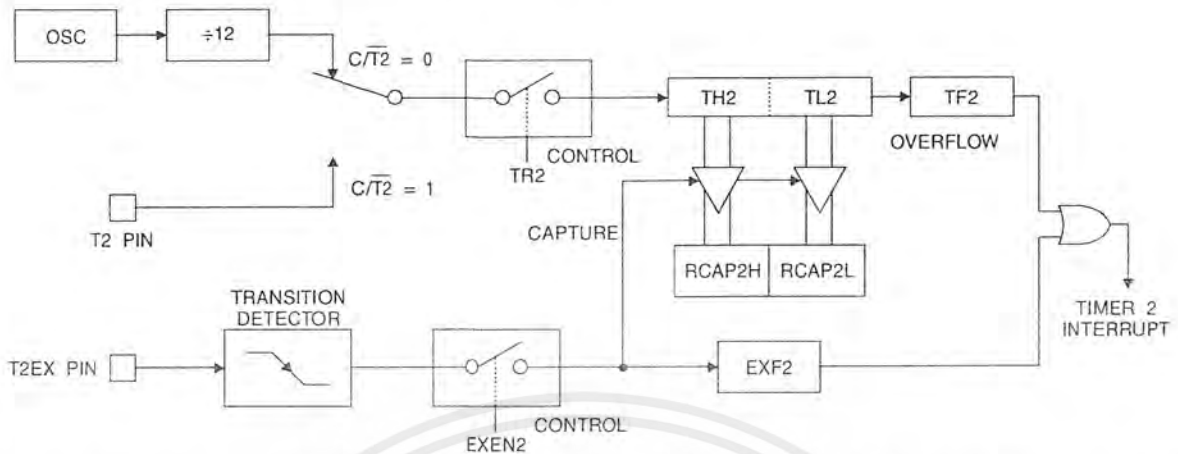 OSC
÷12
C/T2̅ = 0
TH2
TL2
TF2
OVERFLOW
CONTROL
TR2
C/T2̅ = 1
T2 PIN
CAPTURE
RCAP2H
RCAP2L
TRANSITION
DETECTOR
TIMER 2
INTERRUPT
T2EX PIN
EXF2
CONTROL
EXEN2